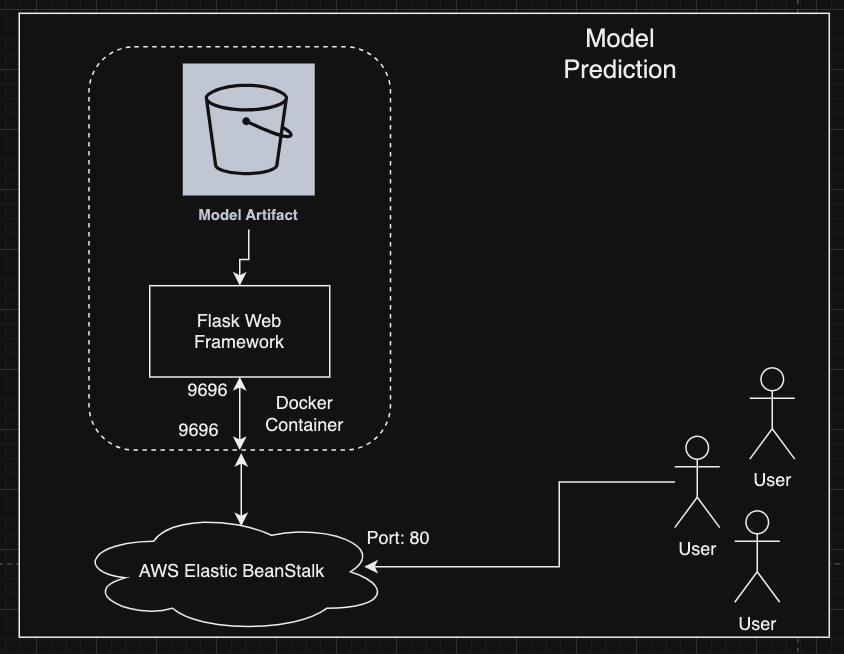 Model
Prediction
Model Artifact
Flask Web
Framework
9696
9696
Docker
Container
AWS Elastic BeanStalk
Port: 80
User
User
User